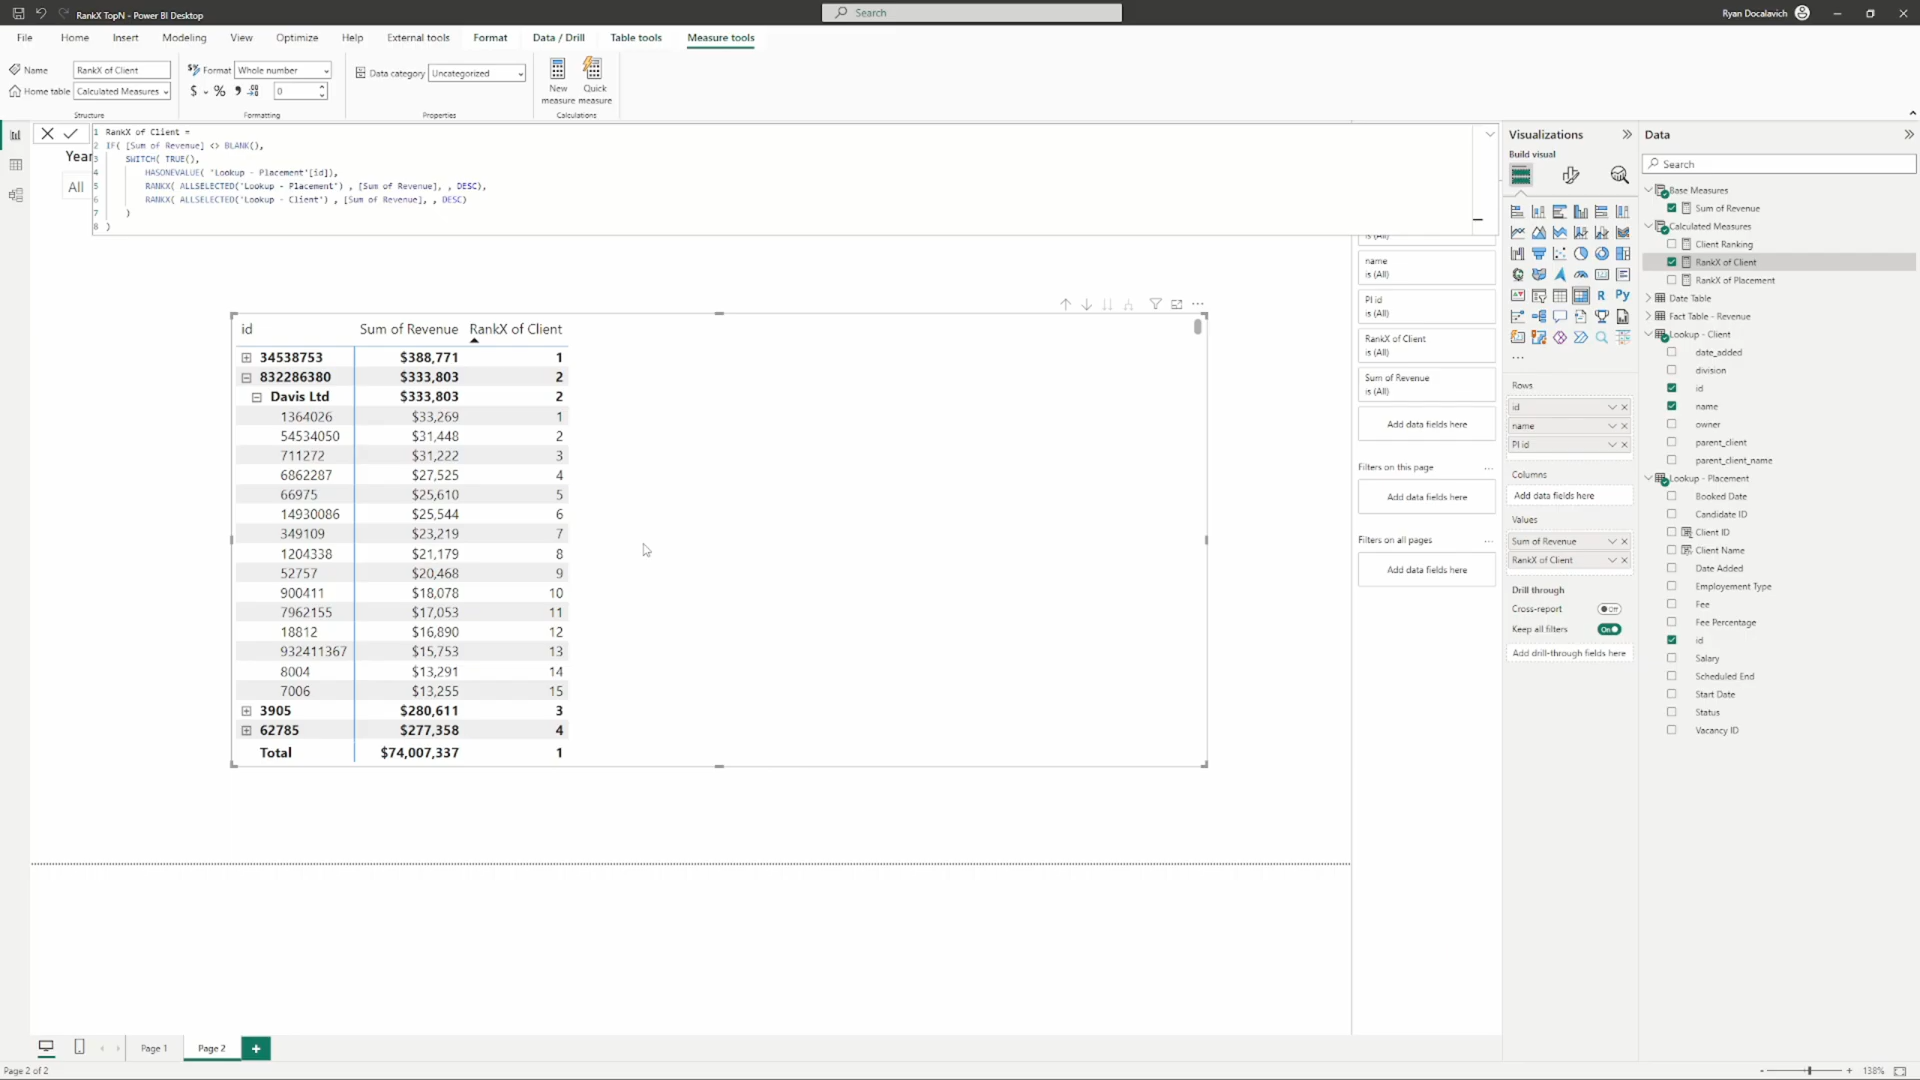 RankX TopN - Power BI Desktop
Search
Ryan Docalavich
File
Home
Insert
Modeling
View
Optimize
Help
External tools
Format
Data / Drill
Table tools
Measure tools
Name
RankX of Client
Home table
Calculated Measures
Structure
Format
Whole number
$
%
0
Formatting
Data category
Uncategorized
Properties
New measure
Quick measure
Calculations
1 RankX of Client =
2 IF( [Sum of Revenue] <> BLANK(),
3 SWITCH( TRUE(),
4 HASONEVALUE( 'Lookup - Placement'[id]),
5 RANKX( ALLSELECTED('Lookup - Placement') , [Sum of Revenue], , DESC),
6 RANKX( ALLSELECTED('Lookup - Client') , [Sum of Revenue], , DESC)
7 )
8 )
Year
All
id Sum of Revenue RankX of Client
34538753 $388,771 1
832286380 $333,803 2
Davis Ltd $333,803 2
1364026 $33,269 1
54534050 $31,448 2
711272 $31,222 3
6862287 $27,525 4
66975 $25,610 5
14930086 $25,544 6
349109 $23,219 7
1204338 $21,179 8
52757 $20,468 9
900411 $18,078 10
7962155 $17,053 11
18812 $16,890 12
932411367 $15,753 13
8004 $13,291 14
7006 $13,255 15
3905 $280,611 3
62785 $277,358 4
Total $74,007,337 1
is (All)
name
is (All)
Pl id
is (All)
RankX of Client
is (All)
Sum of Revenue
is (All)
Add data fields here
Filters on this page
Add data fields here
Filters on all pages
Add data fields here
Visualizations
Build visual
R
Py
Rows
id
name
Pl id
Columns
Add data fields here
Values
Sum of Revenue
RankX of Client
Drill through
Cross-report
Off
Keep all filters
On
Add drill-through fields here
Data
Search
Base Measures
Sum of Revenue
Calculated Measures
Client Ranking
RankX of Client
RankX of Placement
Date Table
Fact Table - Revenue
Lookup - Client
date_added
division
id
name
owner
parent_client
parent_client_name
Lookup - Placement
Booked Date
Candidate ID
Client ID
Client Name
Date Added
Employement Type
Fee
Fee Percentage
id
Salary
Scheduled End
Start Date
Status
Vacancy ID
Page 1
Page 2
Page 2 of 2
138%